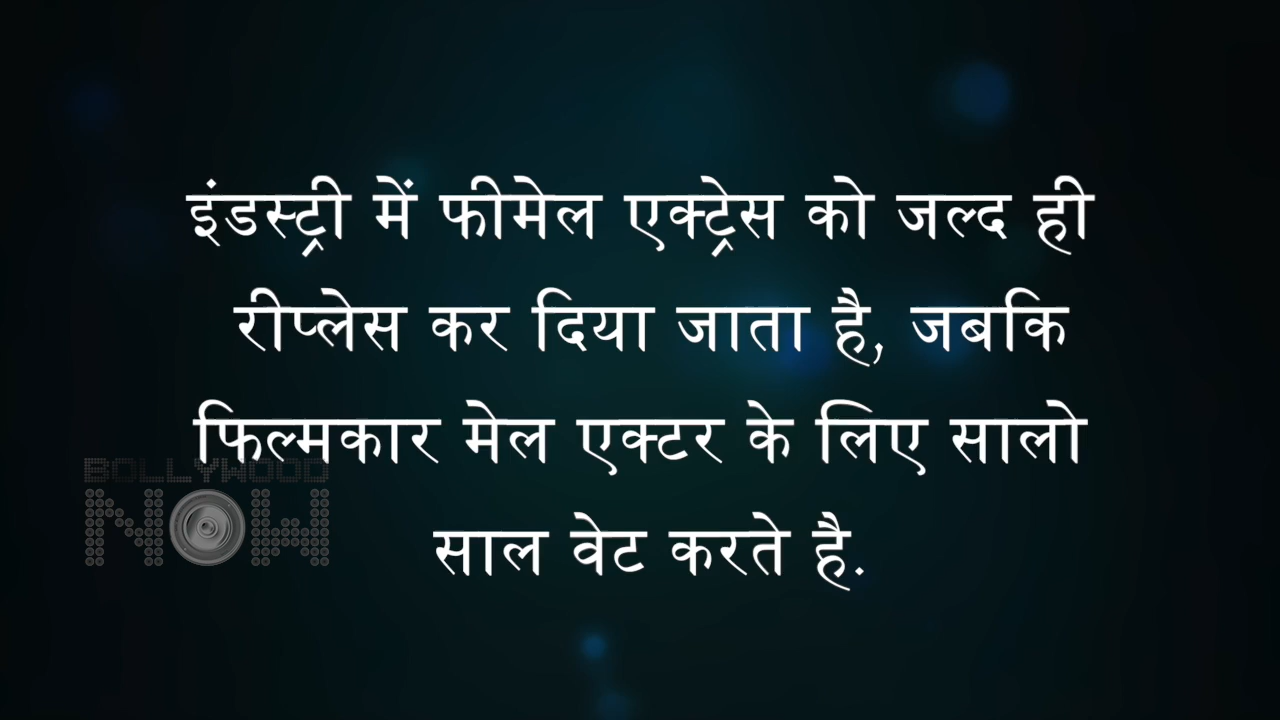 इंडस्ट्री में फीमेल एक्ट्रेस को जल्द ही
रीप्लेस कर दिया जाता है, जबकि
फिल्मकार मेल एक्टर के लिए सालो
साल वेट करते है.
BOLLYWOOD
NOW